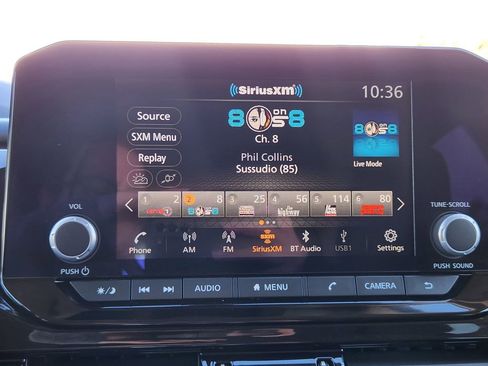 SiriusXM
10:36
Source
8 on 8
SXM Menu
Ch. 8
Replay
Phil Collins
Sussudio (85)
Live Mode
1 2
2 8
3 25
4 56
5 114
6 80
VOL
TUNE-SCROLL
Phone
AM
FM
SXM
SiriusXM
BT Audio
USB1
Settings
PUSH
PUSH SOUND
AUDIO
MENU
CAMERA